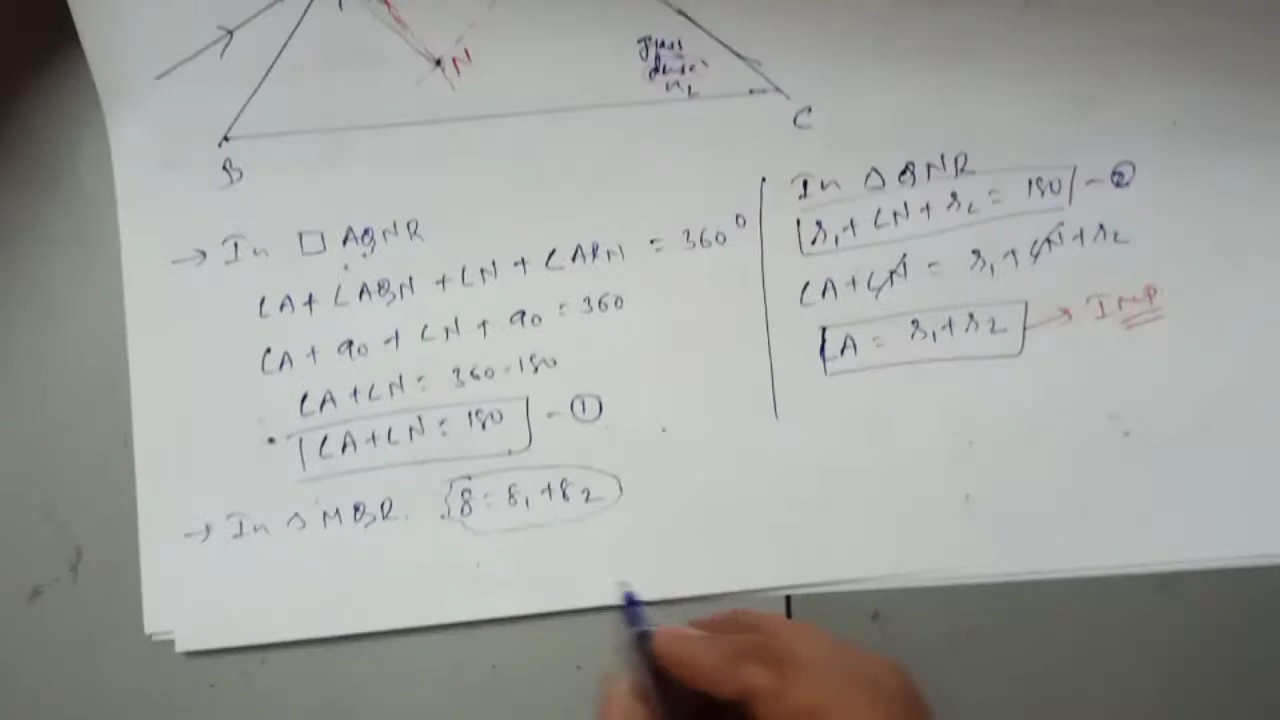 N
n₂
C
B
→ In □ AQNR
∠A + ∠AQN + ∠N + ∠ARN = 360°
∠A + 90 + ∠N + 90 = 360
∠A + ∠N = 360 - 180
∠A + ∠N = 180 - ①
→ In △ MQR. δ = δ₁ + δ₂
In △ QNR
r₁ + ∠N + r₂ = 180 - ②
∠A + ∠N = r₁ + ∠N + r₂
∠A = r₁ + r₂ → IMP